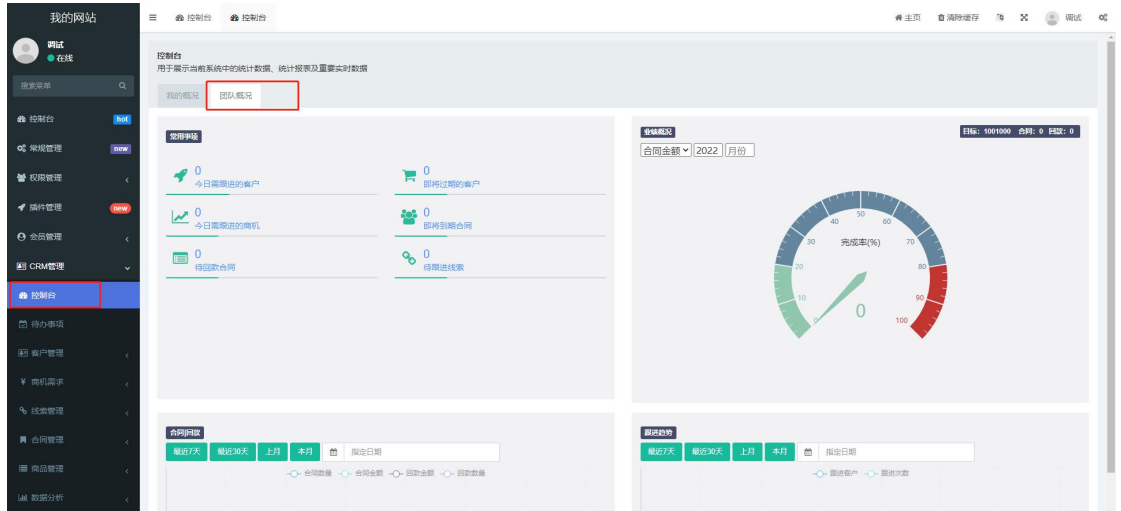 我的网站
控制台
控制台
主页
清除缓存
调试
调试
在线
搜索菜单
控制台 hot
常规管理 new
权限管理
插件管理 new
会员管理
CRM管理
控制台
待办事项
客户管理
商机需求
线索管理
合同管理
商品管理
数据分析
控制台
用于展示当前系统中的统计数据、统计报表及重要实时数据
我的概况
团队概况
常用事项
0
今日需跟进的客户
0
即将过期的客户
0
今日需跟进的商机
0
即将到期合同
0
待回款合同
0
待跟进线索
业绩概况
目标: 1001000 合同: 0 回款: 0
合同金额 2022 月份
0
10
20
30
40
50
60
70
80
90
100
完成率(%)
0
合同|回款
最近7天 最近30天 上月 本月 指定日期
合同数量 合同金额 回款金额 回款数量
跟进趋势
最近7天 最近30天 上月 本月 指定日期
跟进客户 跟进次数